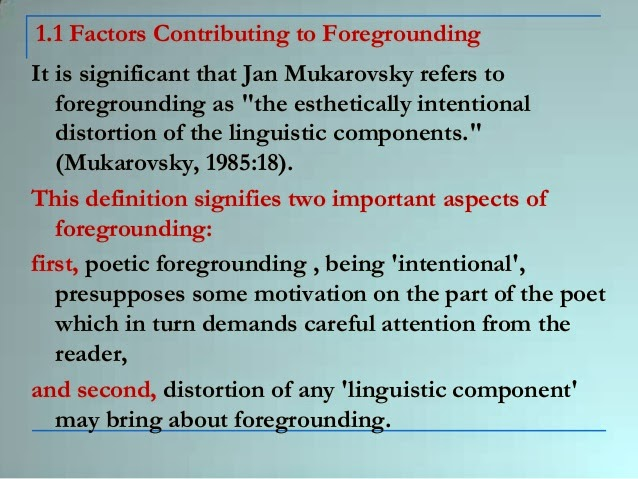 1.1 Factors Contributing to Foregrounding
It is significant that Jan Mukarovsky refers to
foregrounding as "the esthetically intentional
distortion of the linguistic components."
(Mukarovsky, 1985:18).
This definition signifies two important aspects of
foregrounding:
first, poetic foregrounding , being 'intentional',
presupposes some motivation on the part of the poet
which in turn demands careful attention from the
reader,
and second, distortion of any 'linguistic component'
may bring about foregrounding.